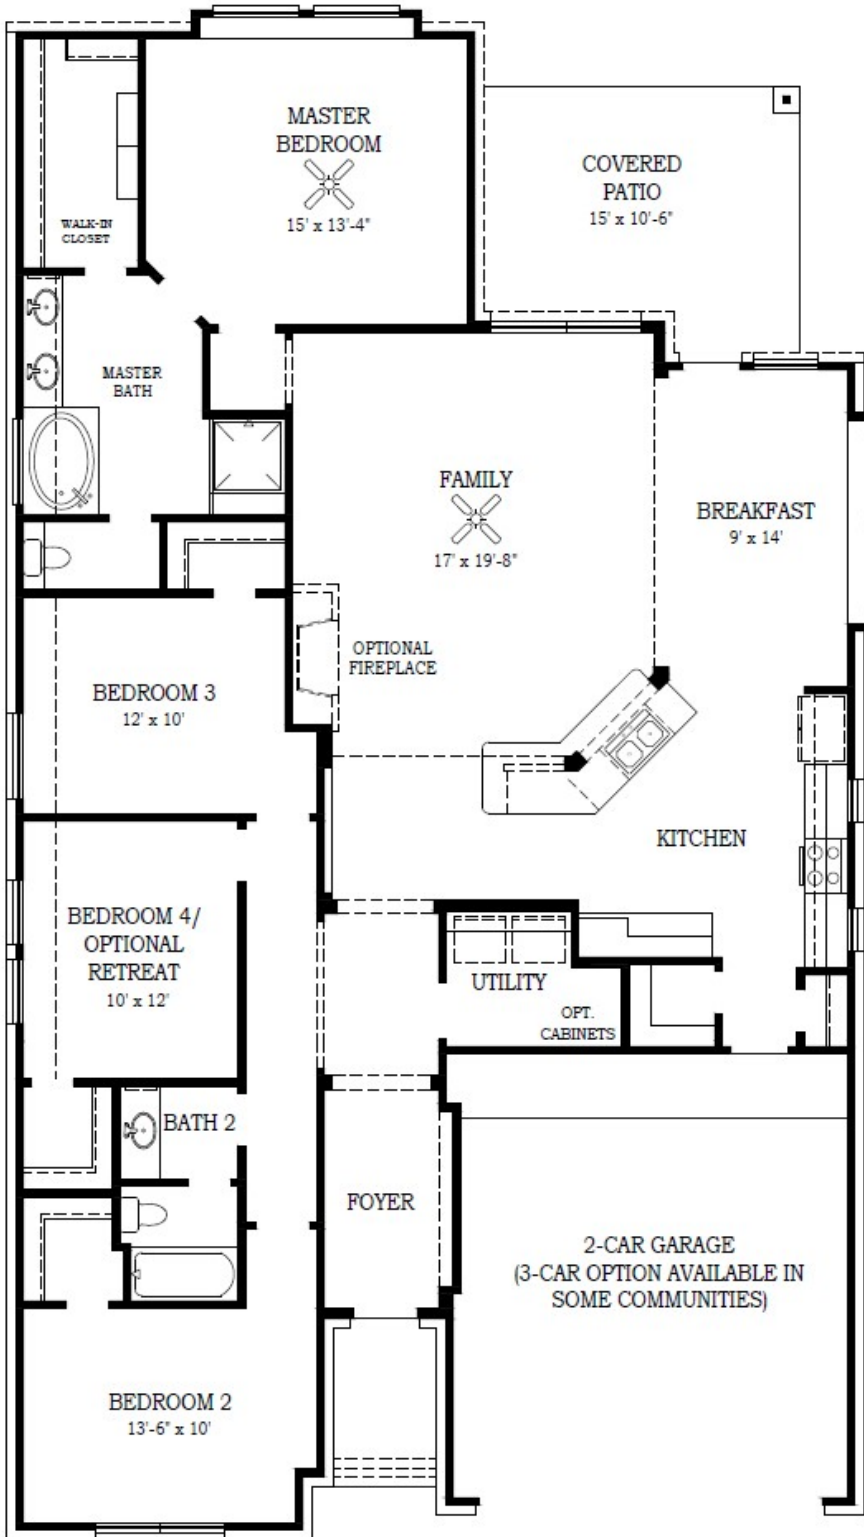 MASTER
BEDROOM
15' x 13'-4"
COVERED
PATIO
15' x 10'-6"
WALK-IN
CLOSET
MASTER
BATH
FAMILY
17' x 19'-8"
BREAKFAST
9' x 14'
OPTIONAL
FIREPLACE
BEDROOM 3
12' x 10'
KITCHEN
BEDROOM 4/
OPTIONAL
RETREAT
10' x 12'
UTILITY
OPT.
CABINETS
BATH 2
FOYER
2-CAR GARAGE
(3-CAR OPTION AVAILABLE IN
SOME COMMUNITIES)
BEDROOM 2
13'-6" x 10'